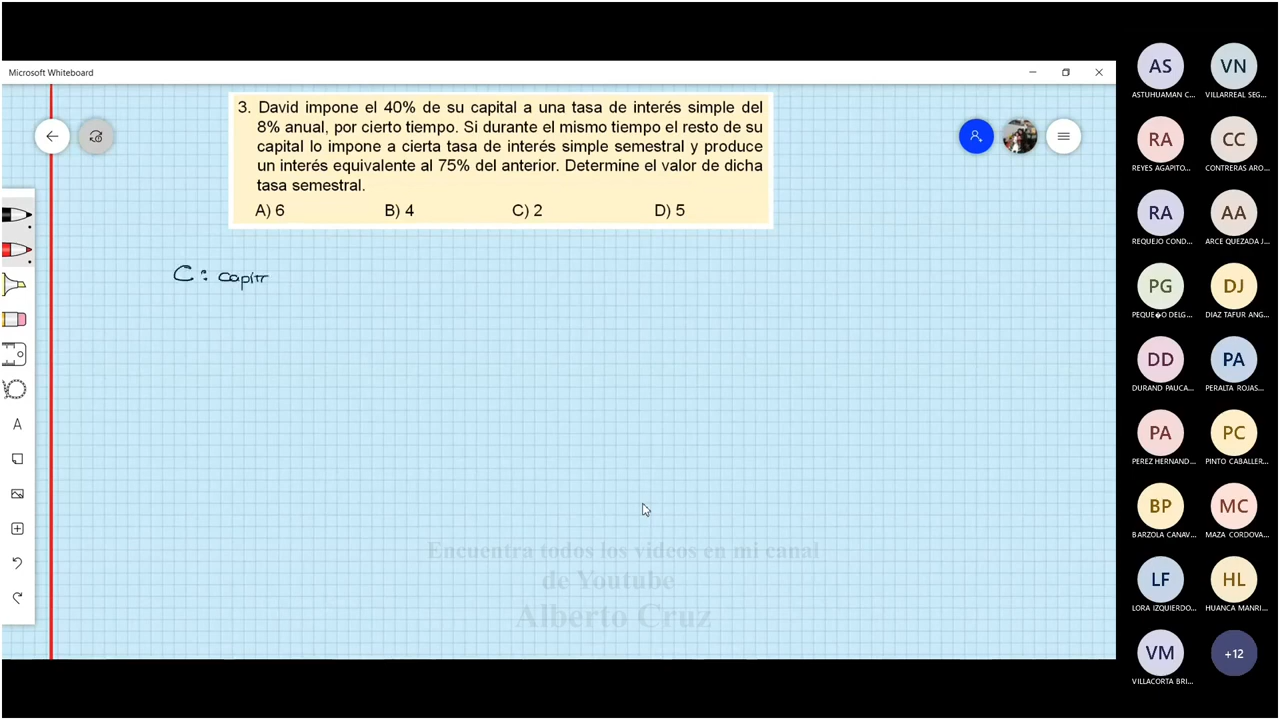 Microsoft Whiteboard
3. David impone el 40% de su capital a una tasa de interés simple del
8% anual, por cierto tiempo. Si durante el mismo tiempo el resto de su
capital lo impone a cierta tasa de interés simple semestral y produce
un interés equivalente al 75% del anterior. Determine el valor de dicha
tasa semestral.
A) 6 B) 4 C) 2 D) 5
C : capit
A
Encuentra todos los videos en mi canal
de Youtube
Alberto Cruz
AS VN
ASTUHUAMAN C... VILLARREAL SEG...
RA CC
REYES AGAPITO... CONTRERAS ARO...
RA AA
REQUEJO COND... ARCE QUEZADA J...
PG DJ
PEQUE�O DELG... DIAZ TAFUR ANG...
DD PA
DURAND PAUCA... PERALTA ROJAS...
PA PC
PEREZ HERNAND... PINTO CABALLER...
BP MC
BARZOLA CANAV... MAZA CORDOVA...
LF HL
LORA IZQUIERDO... HUANCA MANRI...
VM +12
VILLACORTA BRI...